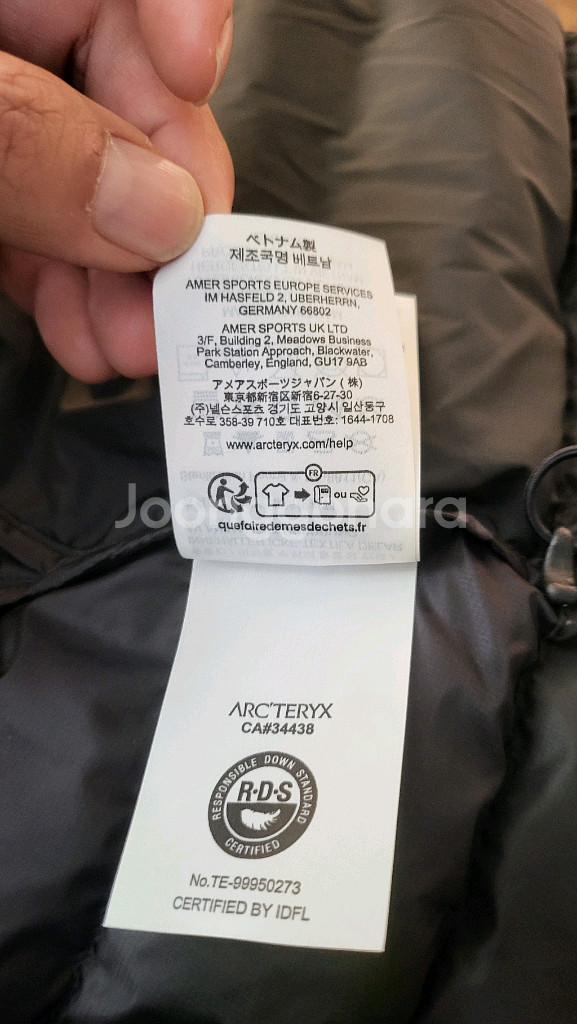 ベトナム製
제조국명 베트남
AMER SPORTS EUROPE SERVICES
IM HASFELD 2, UBERHERRN,
GERMANY 66802
AMER SPORTS UK LTD
3/F, Building 2, Meadows Business
Park Station Approach, Blackwater,
Camberley, England, GU17 9AB
アメアスポーツジャパン(株)
東京都新宿区新宿6-27-30
(주)넬슨스포츠 경기도 고양시 일산동구
호수로 358-39 710호 대표번호: 1644-1708
www.arcteryx.com/help
FR
ou
quefairedemesdechets.fr
Joonggonara
ARC'TERYX
CA#34438
RESPONSIBLE DOWN STANDARD
R·D·S
CERTIFIED
No.TE-99950273
CERTIFIED BY IDFL